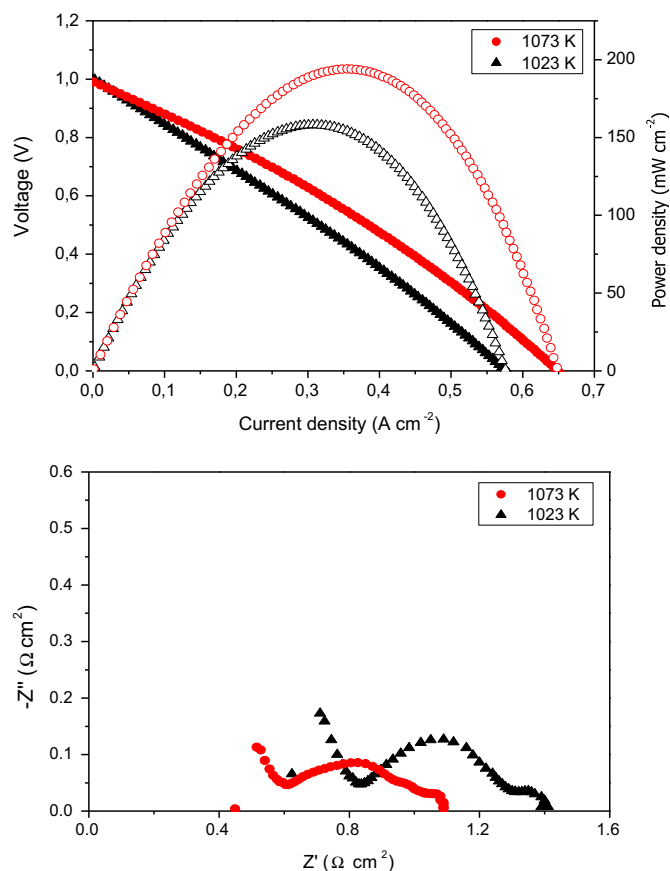 1,2
1,0
0,8
0,6
0,4
0,2
0,0
Voltage (V)
1073 K
1023 K
200
150
100
50
0
Power density (mW cm⁻²)
0,0 0,1 0,2 0,3 0,4 0,5 0,6 0,7
Current density (A cm⁻²)
0.6
0.5
0.4
0.3
0.2
0.1
0.0
-Z'' (Ω cm²)
1073 K
1023 K
0.0 0.4 0.8 1.2 1.6
Z' (Ω cm²)